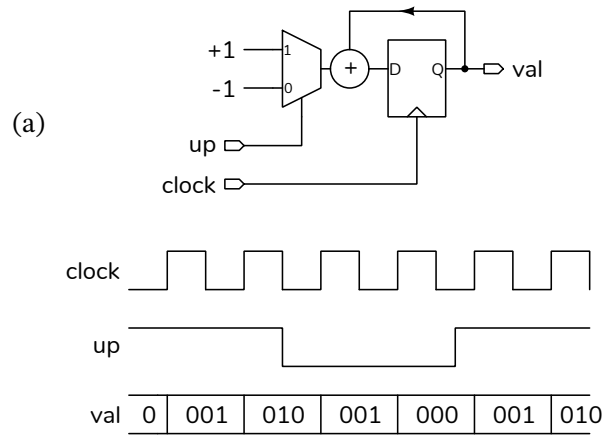 +1
1
-1
0
+
D
Q
val
(a)
up
clock
clock
up
val 0 001 010 001 000 001 010